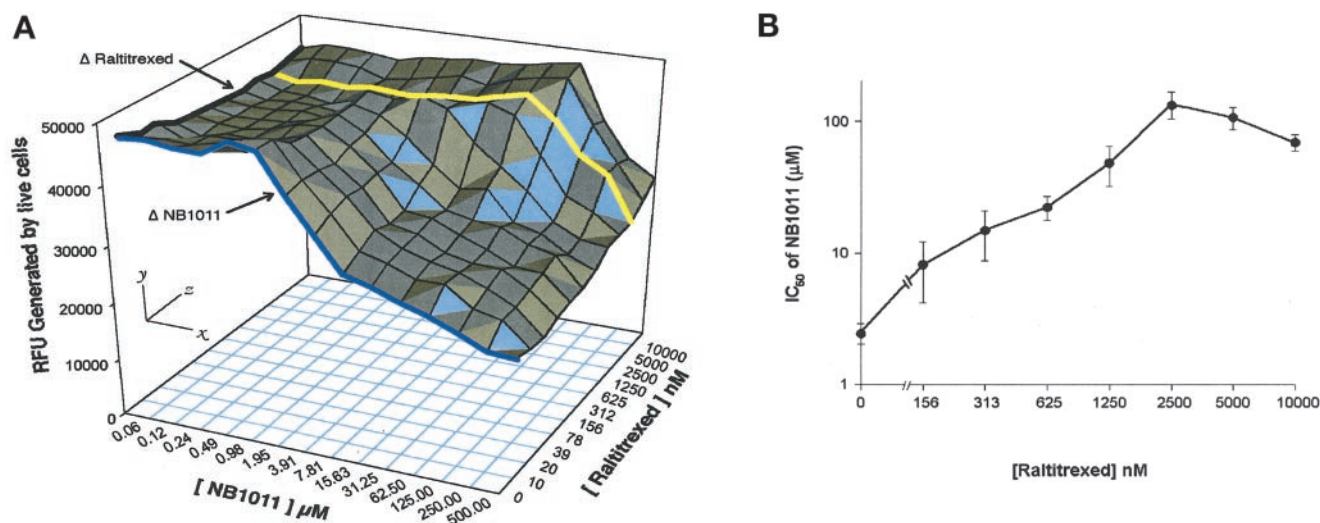 A
Δ Raltitrexed
RFU Generated by live cells
50000
40000
30000
20000
10000
0
Δ NB1011
y
z
x
0.06
0.12
0.24
0.49
0.98
1.95
3.91
7.81
15.63
31.25
62.50
125.00
250.00
500.00
[ NB1011 ] µM
0
10
20
39
78
156
312
625
1250
2500
5000
10000
[ Raltitrexed ] nM
B
IC50 of NB1011 (µM)
100
10
1
0 156 313 625 1250 2500 5000 10000
[Raltitrexed] nM